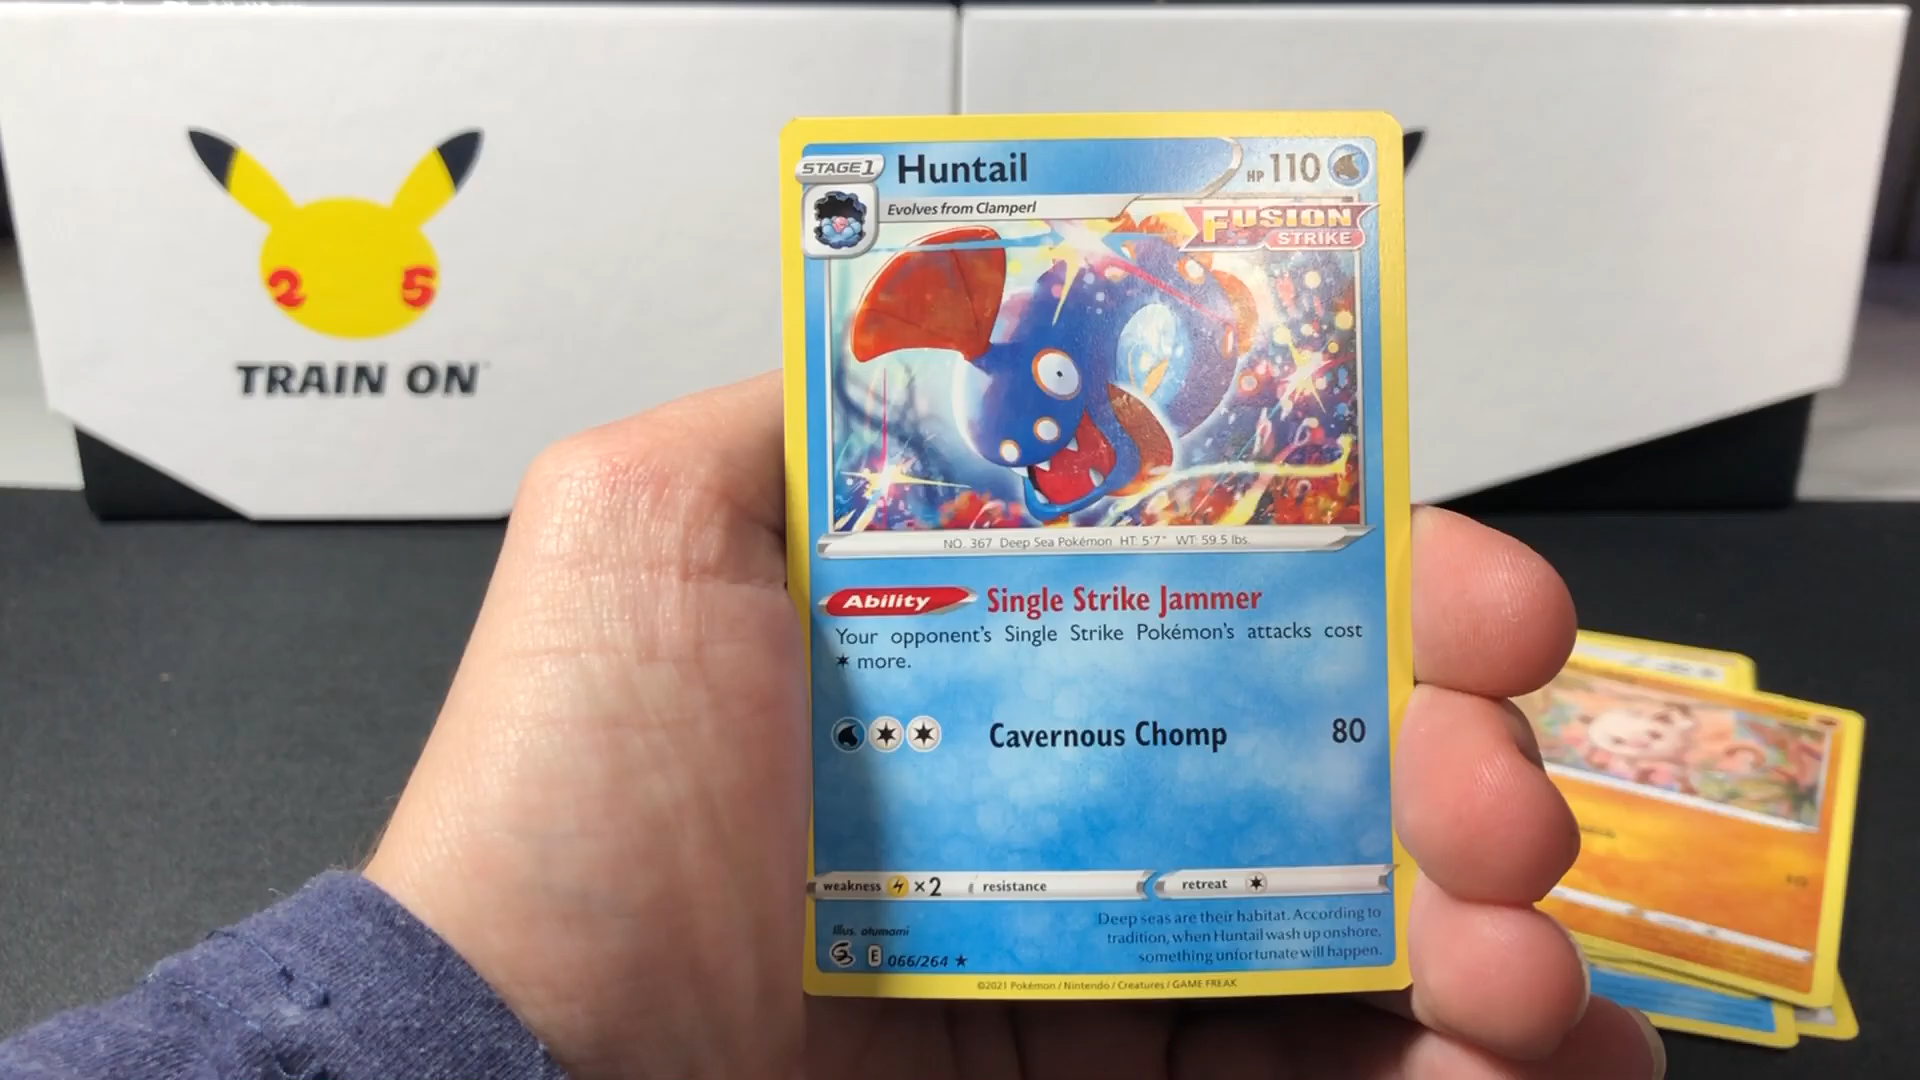 2 5
TRAIN ON
STAGE 1 Huntail HP 110
Evolves from Clamperl
FUSION
STRIKE
NO. 367 Deep Sea Pokémon HT: 5'7" WT: 59.5 lbs.
Ability Single Strike Jammer
Your opponent's Single Strike Pokémon's attacks cost
more.
Cavernous Chomp 80
weakness ×2 resistance retreat
Illus. otumami
E 066/264 ★
Deep seas are their habitat. According to
tradition, when Huntail wash up onshore,
something unfortunate will happen.
©2021 Pokémon / Nintendo / Creatures / GAME FREAK